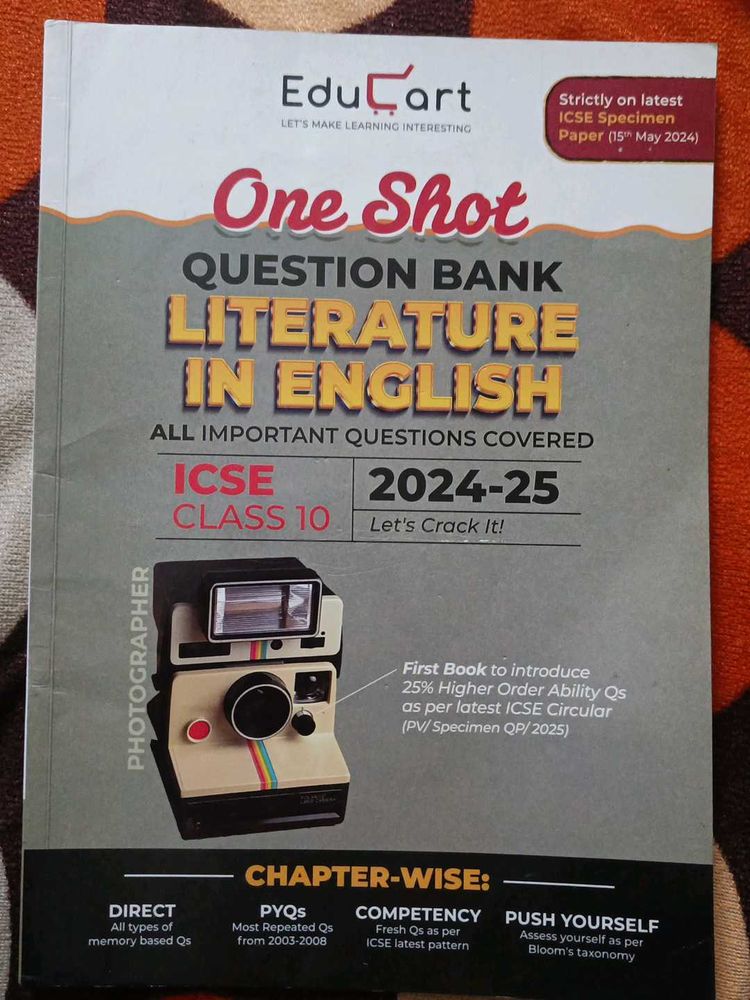 EduCart
LET'S MAKE LEARNING INTERESTING
Strictly on latest
ICSE Specimen
Paper (15th May 2024)
One Shot
QUESTION BANK
LITERATURE
IN ENGLISH
ALL IMPORTANT QUESTIONS COVERED
ICSE
CLASS 10
2024-25
Let's Crack It!
PHOTOGRAPHER
First Book to introduce
25% Higher Order Ability Qs
as per latest ICSE Circular
(PV/ Specimen QP/ 2025)
CHAPTER-WISE:
DIRECT
All types of
memory based Qs
PYQs
Most Repeated Qs
from 2003-2008
COMPETENCY
Fresh Qs as per
ICSE latest pattern
PUSH YOURSELF
Assess yourself as per
Bloom's taxonomy